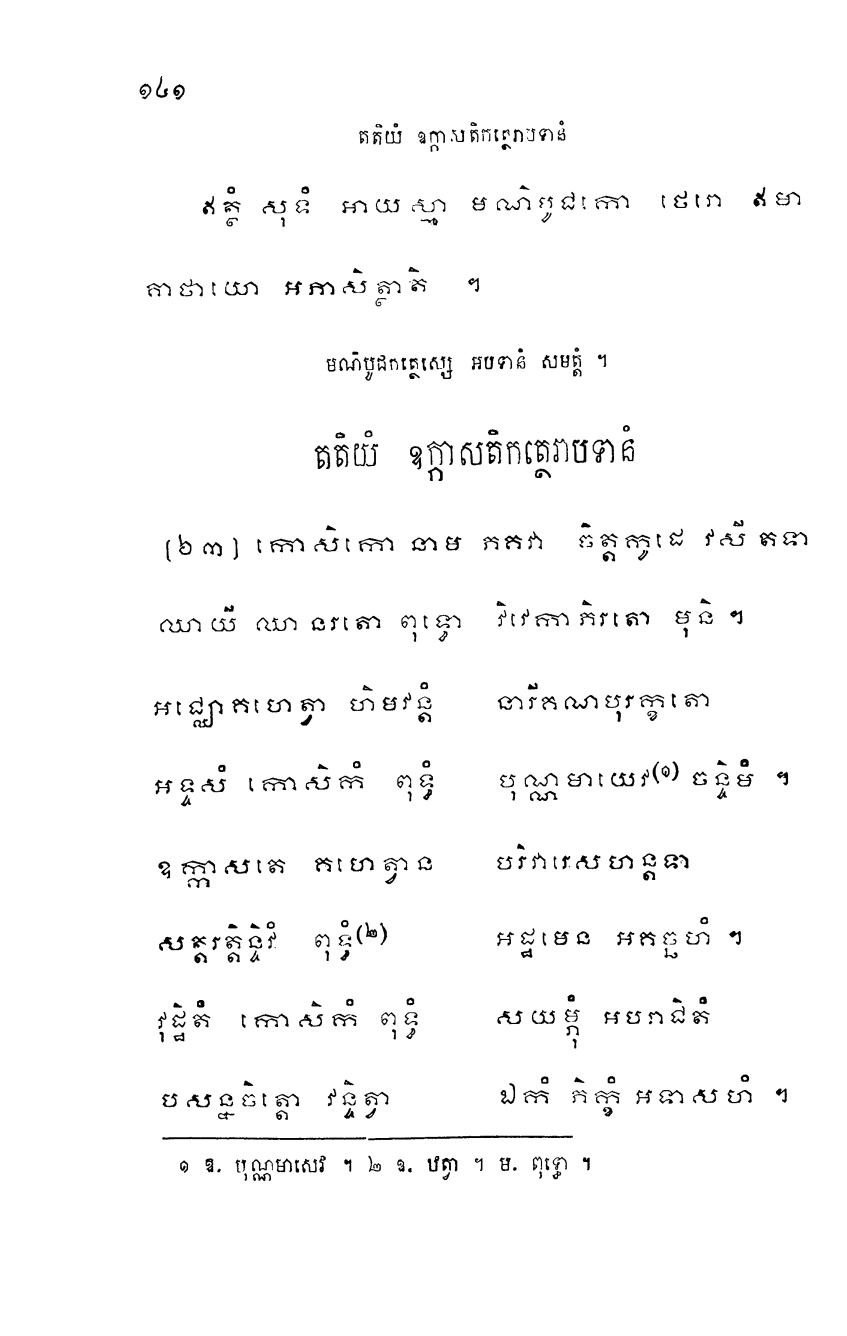 ១៤១
តតិយំ ឧក្កាសតិកត្ថេរាបទានំ
ឥត្ថំ សុទំ អាយស្មា មណិបូជកោ ថេរោ ឥមា
គាថាយោ អភាសិត្ថាតិ ។
មណិបូជកត្ថេរស្ស អបទានំ សមត្តំ ។
តតិយំ ឧក្កាសតិកត្ថេរាបទានំ
[២៣] កោសិកោ នាម ភគវា ចិត្តកូដេ វសី តទា
ឈាយី ឈានរតោ ពុទ្ធោ វិវេកាភិរតោ មុនិ ។
អជ្ឈោគហេត្វា ហិមវន្តំ នារីគណបុរក្ខតោ
អទ្ទសំ កោសិកំ ពុទ្ធំ បុណ្ណមាយេវ(១) ចន្ទិមំ ។
ឧក្កាសតេ គហេត្វាន បរិវារេសហន្តទា
សត្តរត្តិន្ទិវំ ពុទ្ធំ(២) អដ្ឋមេន អគច្ឆហំ ។
វុដ្ឋិតំ កោសិកំ ពុទ្ធំ សយម្ភុំ អបរាជិតំ
បសន្នចិត្តោ វន្ទិត្វា ឯកំ ភិក្ខំ អទាសហំ ។
១ ឱ. បុណ្ណមាសេវ ។ ២ ឱ. ឋត្វា ។ ម. ពុទ្ធោ ។